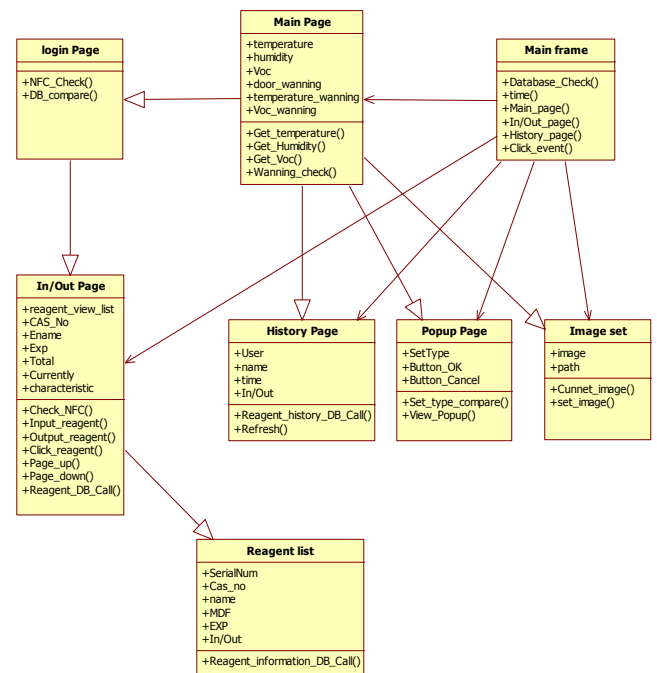 login Page
+NFC_Check()
+DB_compare()
Main Page
+temperature
+humidity
+Voc
+door_wanning
+temperature_wanning
+Voc_wanning
+Get_temperature()
+Get_Humidity()
+Get_Voc()
+Wanning_check()
Main frame
+Database_Check()
+time()
+Main_page()
+In/Out_page()
+History_page()
+Click_event()
In/Out Page
+reagent_view_list
+CAS_No
+Ename
+Exp
+Total
+Currently
+characteristic
+Check_NFC()
+Input_reagent()
+Output_reagent()
+Click_reagent()
+Page_up()
+Page_down()
+Reagent_DB_Call()
History Page
+User
+name
+time
+In/Out
+Reagent_history_DB_Call()
+Refresh()
Popup Page
+SetType
+Button_OK
+Button_Cancel
+Set_type_compare()
+View_Popup()
Image set
+image
+path
+Cunnet_image()
+set_image()
Reagent list
+SerialNum
+Cas_no
+name
+MDF
+EXP
+In/Out
+Reagent_information_DB_Call()